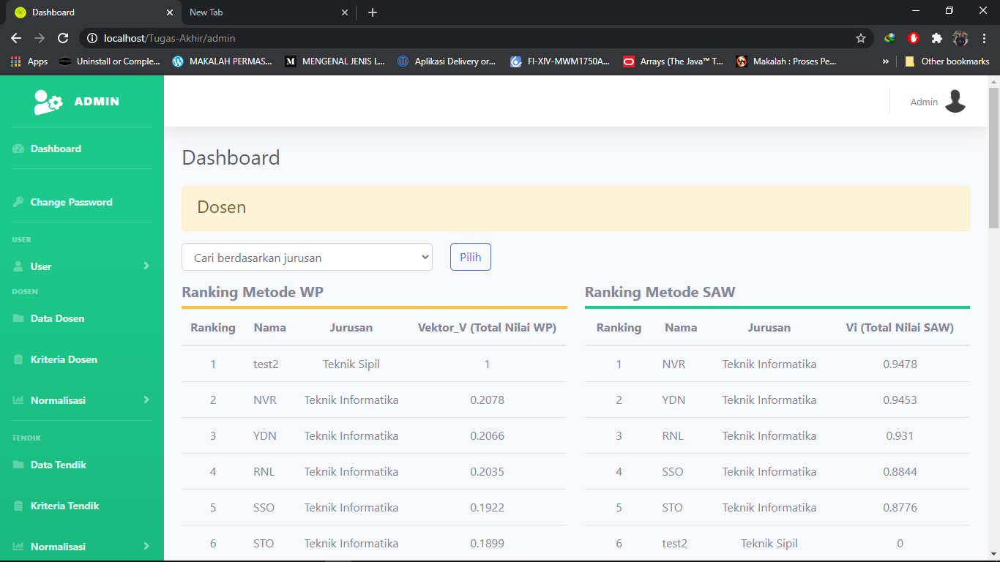 Dashboard
New Tab
localhost/Tugas-Akhir/admin
Apps
Uninstall or Comple...
MAKALAH PERMAS...
M
MENGENAL JENIS L...
Aplikasi Delivery or...
FI-XIV-MWM1750A...
Arrays (The Java™ T...
Makalah : Proses Pe...
»
Other bookmarks
ADMIN
Dashboard
Change Password
USER
User
DOSEN
Data Dosen
Kriteria Dosen
Normalisasi
TENDIK
Data Tendik
Kriteria Tendik
Normalisasi
Admin
Dashboard
Dosen
Cari berdasarkan jurusan
Pilih
Ranking Metode WP
Ranking Nama Jurusan Vektor_V (Total Nilai WP)
1 test2 Teknik Sipil 1
2 NVR Teknik Informatika 0.2078
3 YDN Teknik Informatika 0.2066
4 RNL Teknik Informatika 0.2035
5 SSO Teknik Informatika 0.1922
6 STO Teknik Informatika 0.1899
Ranking Metode SAW
Ranking Nama Jurusan Vi (Total Nilai SAW)
1 NVR Teknik Informatika 0.9478
2 YDN Teknik Informatika 0.9453
3 RNL Teknik Informatika 0.931
4 SSO Teknik Informatika 0.8844
5 STO Teknik Informatika 0.8776
6 test2 Teknik Sipil 0